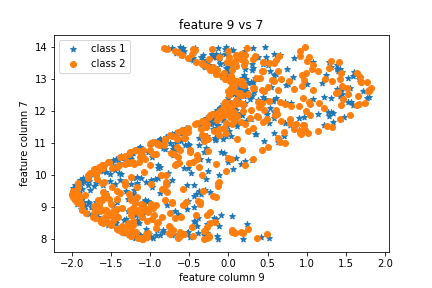 feature 9 vs 7
class 1
class 2
feature column 7
14
13
12
11
10
9
8
−2.0 −1.5 −1.0 −0.5 0.0 0.5 1.0 1.5 2.0
feature column 9